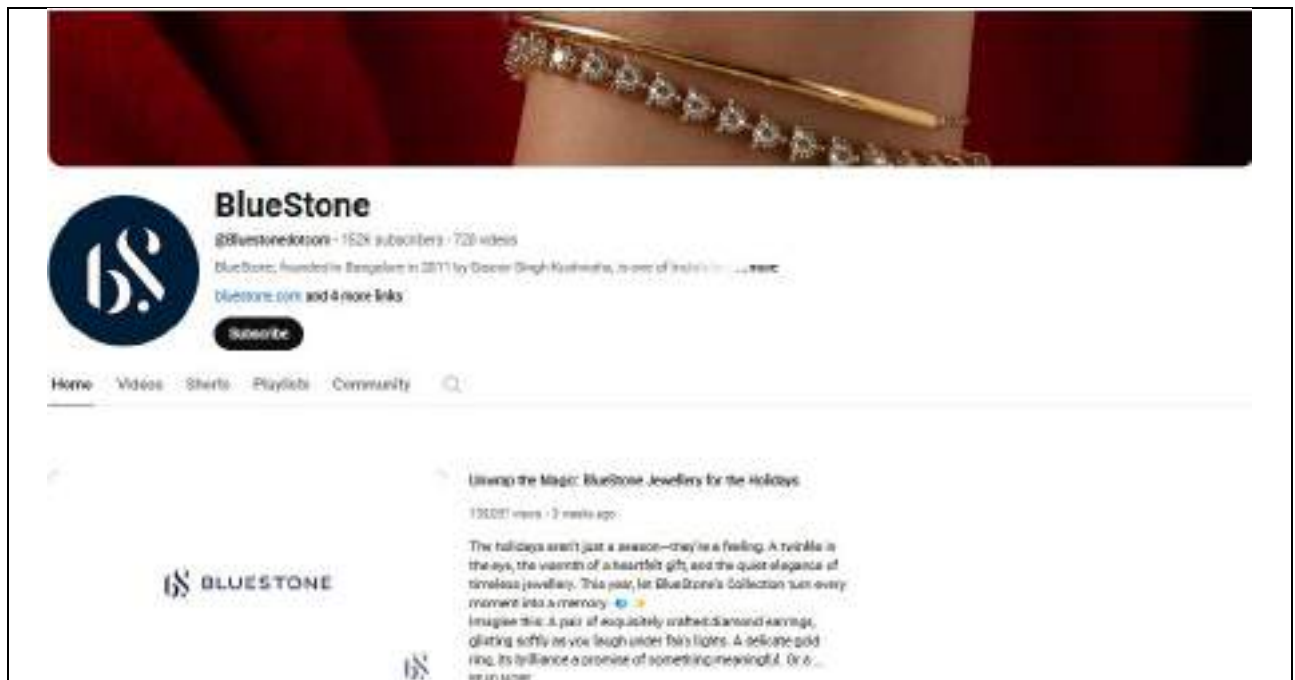 BlueStone
@Bluestonedotcom · 152K subscribers · 720 videos
BlueStone, founded in Bangalore in 2011 by Gaurav Singh Kushwaha, is one of India's ...more
bluestone.com and 4 more links
Subscribe
Home Videos Shorts Playlists Community
BLUESTONE
Unwrap the Magic: BlueStone Jewellery for the Holidays
views · 3 weeks ago
The holidays aren't just a season—they're a feeling. A twinkle in
the eye, the warmth of a heartfelt gift, and the quiet elegance of
timeless jewellery. This year, let BlueStone's Collection turn every
moment into a memory.
Imagine this: A pair of exquisitely crafted diamond earrings,
glinting softly as you laugh under fairy lights. A delicate gold
ring, its brilliance a promise of something meaningful. Or a ...